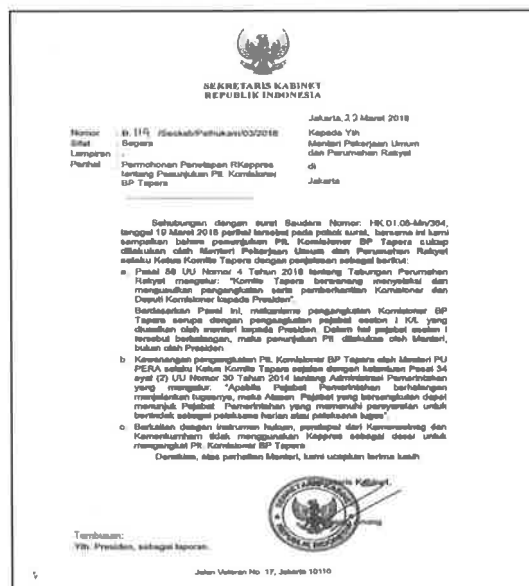 SEKRETARIS KABINET
REPUBLIK INDONESIA
Jakarta, 23 Maret 2018
Nomor : B. /Seskab/Polhukam/03/2018
Sifat : Segera
Lampiran :
Perihal : Permohonan Penetapan RKeppres
tentang Penunjukan Plt. Komisioner
BP Tapera
Kepada Yth
Menteri Pekerjaan Umum
dan Perumahan Rakyat
di
Jakarta
Sehubungan dengan surat Saudara Nomor: HK.01.08-Mn/364,
tanggal 19 Maret 2018 perihal tersebut pada pokok surat, bersama ini kami
sampaikan bahwa penunjukan Plt. Komisioner BP Tapera cukup
dilakukan oleh Menteri Pekerjaan Umum dan Perumahan Rakyat
selaku Ketua Komite Tapera dengan penjelasan sebagai berikut:
a. Pasal 58 UU Nomor 4 Tahun 2016 tentang Tabungan Perumahan
Rakyat mengatur: "Komite Tapera berwenang menyeleksi dan
mengusulkan pengangkatan serta pemberhentian Komisioner dan
Deputi Komisioner kepada Presiden".
Berdasarkan Pasal ini, mekanisme pengangkatan Komisioner BP
Tapera serupa dengan pengangkatan pejabat eselon I K/L yang
diusulkan oleh menteri kepada Presiden. Dalam hal pejabat eselon I
tersebut berhalangan, maka penunjukan Plt dilakukan oleh Menteri,
bukan oleh Presiden
b Kewenangan pengangkatan Plt. Komisioner BP Tapera oleh Menteri PU
PERA selaku Ketua Komite Tapera sejalan dengan ketentuan Pasal 34
ayat (2) UU Nomor 30 Tahun 2014 tentang Administrasi Pemerintahan
yang mengatur: "Apabila Pejabat Pemerintahan berhalangan
menjalankan tugasnya, maka Atasan Pejabat yang bersangkutan dapat
menunjuk Pejabat Pemerintahan yang memenuhi persyaratan untuk
bertindak sebagai pelaksana harian atau pelaksana tugas".
c. Berkaitan dengan instrumen hukum, pendapat dari Kemensetneg dan
Kemenkumham tidak menggunakan Keppres sebagai dasar untuk
mengangkat Plt. Komisioner BP Tapera
Demikian, atas perhatian Menteri, kami ucapkan terima kasih
Sekretaris Kabinet,
Tembusan:
Yth. Presiden, sebagai laporan.
Jalan Veteran No. 17, Jakarta 10110